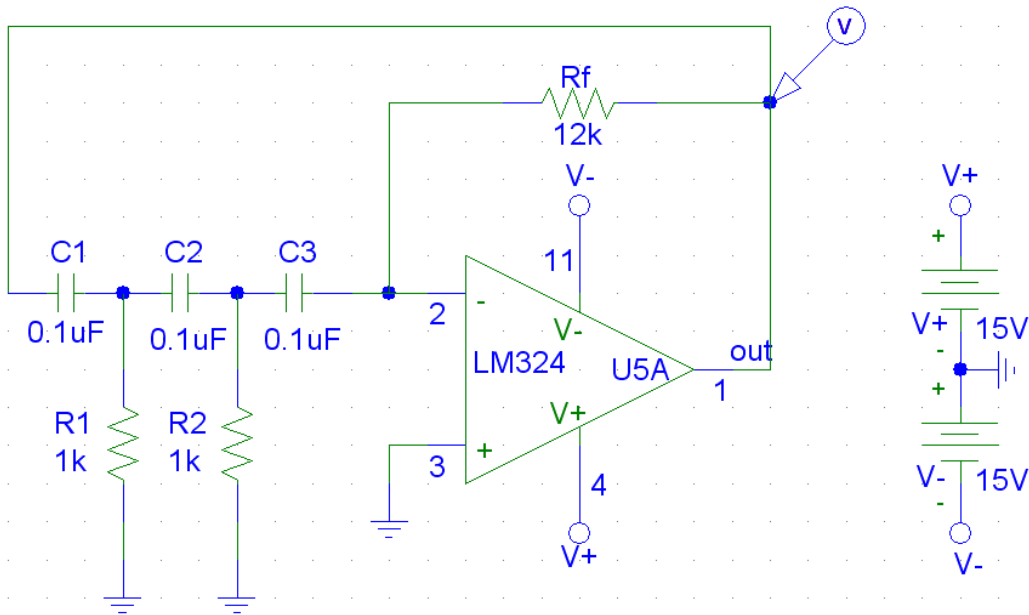 V
Rf
12k
V-
V+
+
C1
C2
C3
11
0.1uF
0.1uF
0.1uF
2
-
V-
LM324
U5A
out
1
V+
15V
-
+
R1
1k
R2
1k
V+
+
3
4
V-
15V
-
V+
V-